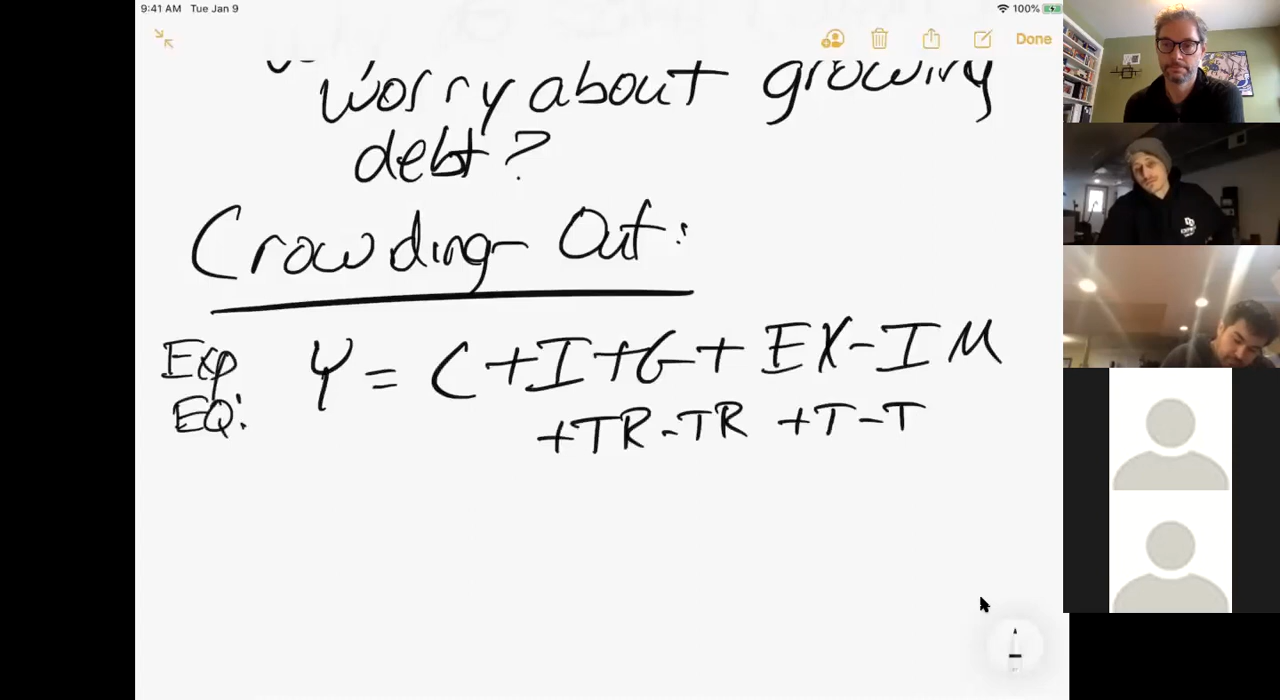 9:41 AM Tue Jan 9
100%
Done
Worry about growing
debt?
Crowding-Out:
Exp EQ: Y = C + I + G + EX - IM
+TR-TR +T-T